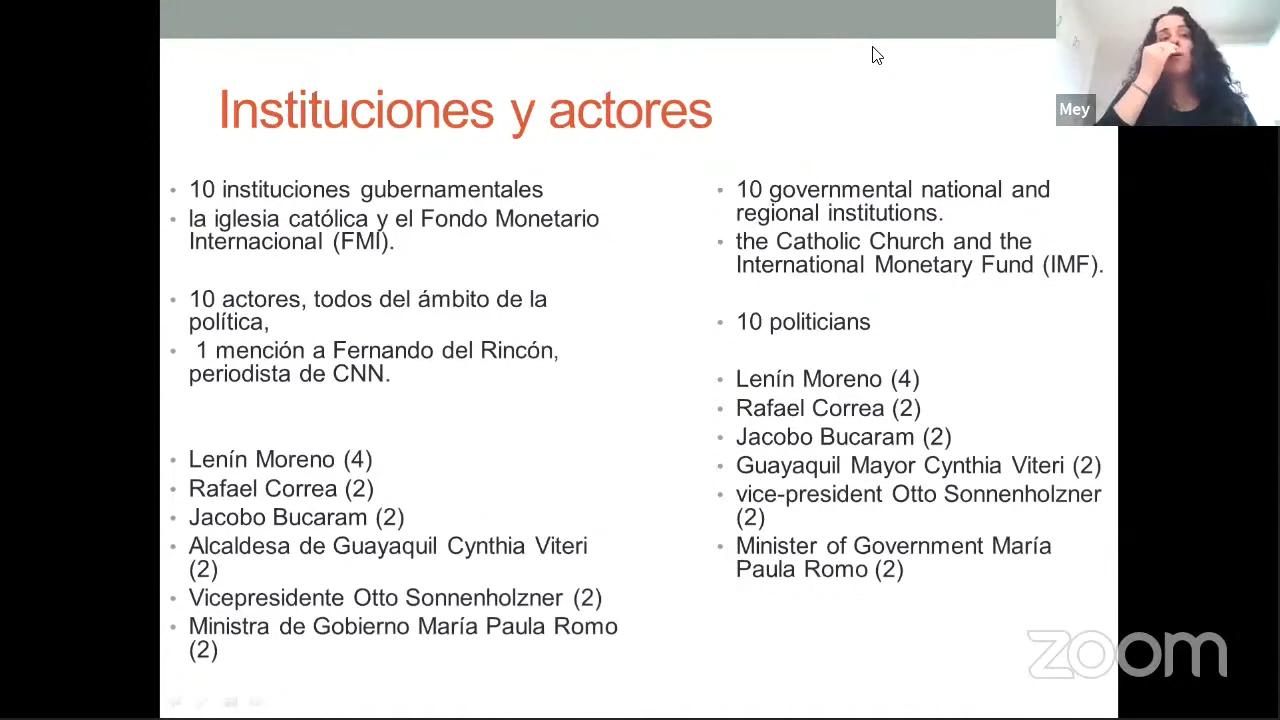 Instituciones y actores
10 instituciones gubernamentales
la iglesia católica y el Fondo Monetario
Internacional (FMI).
10 actores, todos del ámbito de la
política,
1 mención a Fernando del Rincón,
periodista de CNN.
Lenín Moreno (4)
Rafael Correa (2)
Jacobo Bucaram (2)
Alcaldesa de Guayaquil Cynthia Viteri
(2)
Vicepresidente Otto Sonnenholzner (2)
Ministra de Gobierno María Paula Romo
(2)
10 governmental national and
regional institutions.
the Catholic Church and the
International Monetary Fund (IMF).
10 politicians
Lenín Moreno (4)
Rafael Correa (2)
Jacobo Bucaram (2)
Guayaquil Mayor Cynthia Viteri (2)
vice-president Otto Sonnenholzner
(2)
Minister of Government María
Paula Romo (2)
Mey
zoom